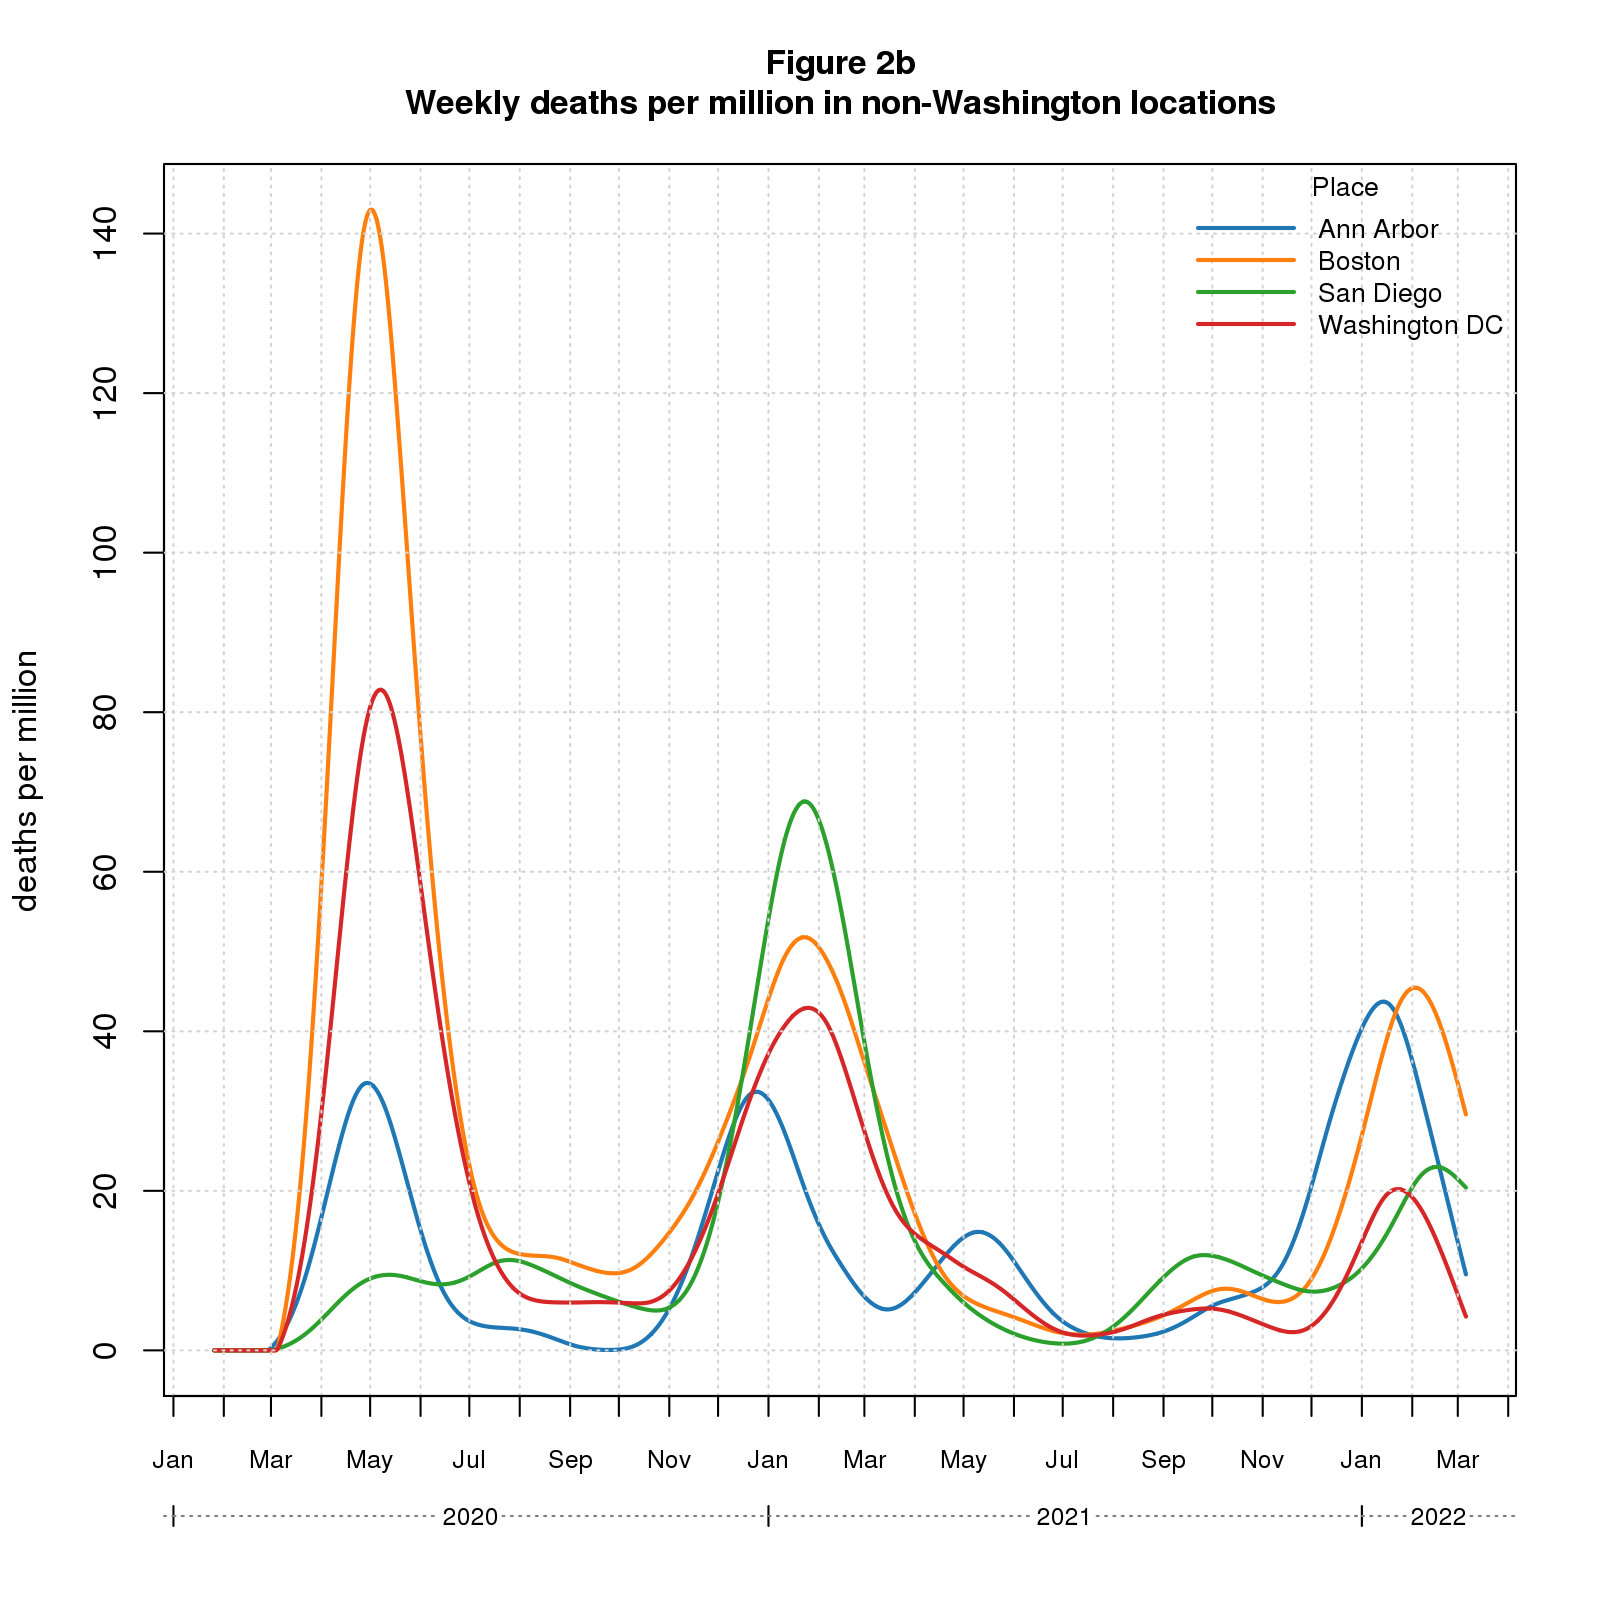 Figure 2b
Weekly deaths per million in non-Washington locations
Place
Ann Arbor
Boston
San Diego
Washington DC
deaths per million
140
120
100
80
60
40
20
0
Jan Mar May Jul Sep Nov Jan Mar May Jul Sep Nov Jan Mar
2020 2021 2022